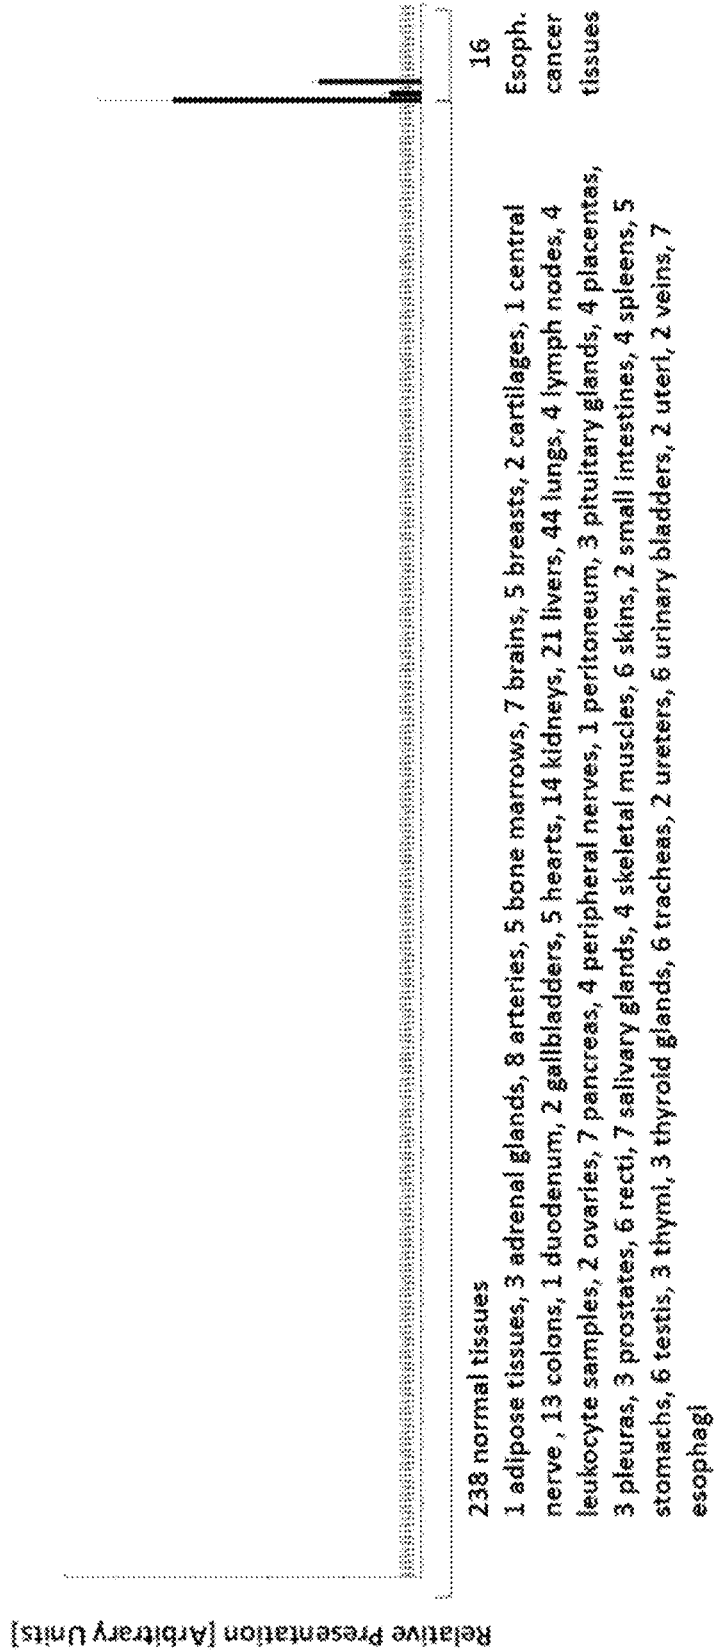 Relative Presentation [Arbitrary Units]
238 normal tissues
1 adipose tissues, 3 adrenal glands, 8 arteries, 5 bone marrows, 7 brains, 5 breasts, 2 cartilages, 1 central
nerve , 13 colons, 1 duodenum, 2 gallbladders, 5 hearts, 14 kidneys, 21 livers, 44 lungs, 4 lymph nodes, 4
leukocyte samples, 2 ovaries, 7 pancreas, 4 peripheral nerves, 1 peritoneum, 3 pituitary glands, 4 placentas,
3 pleuras, 3 prostates, 6 recti, 7 salivary glands, 4 skeletal muscles, 6 skins, 2 small intestines, 4 spleens, 5
stomachs, 6 testis, 3 thymi, 3 thyroid glands, 6 tracheas, 2 ureters, 6 urinary bladders, 2 uteri, 2 veins, 7
esophagi
16
Esoph.
cancer
tissues